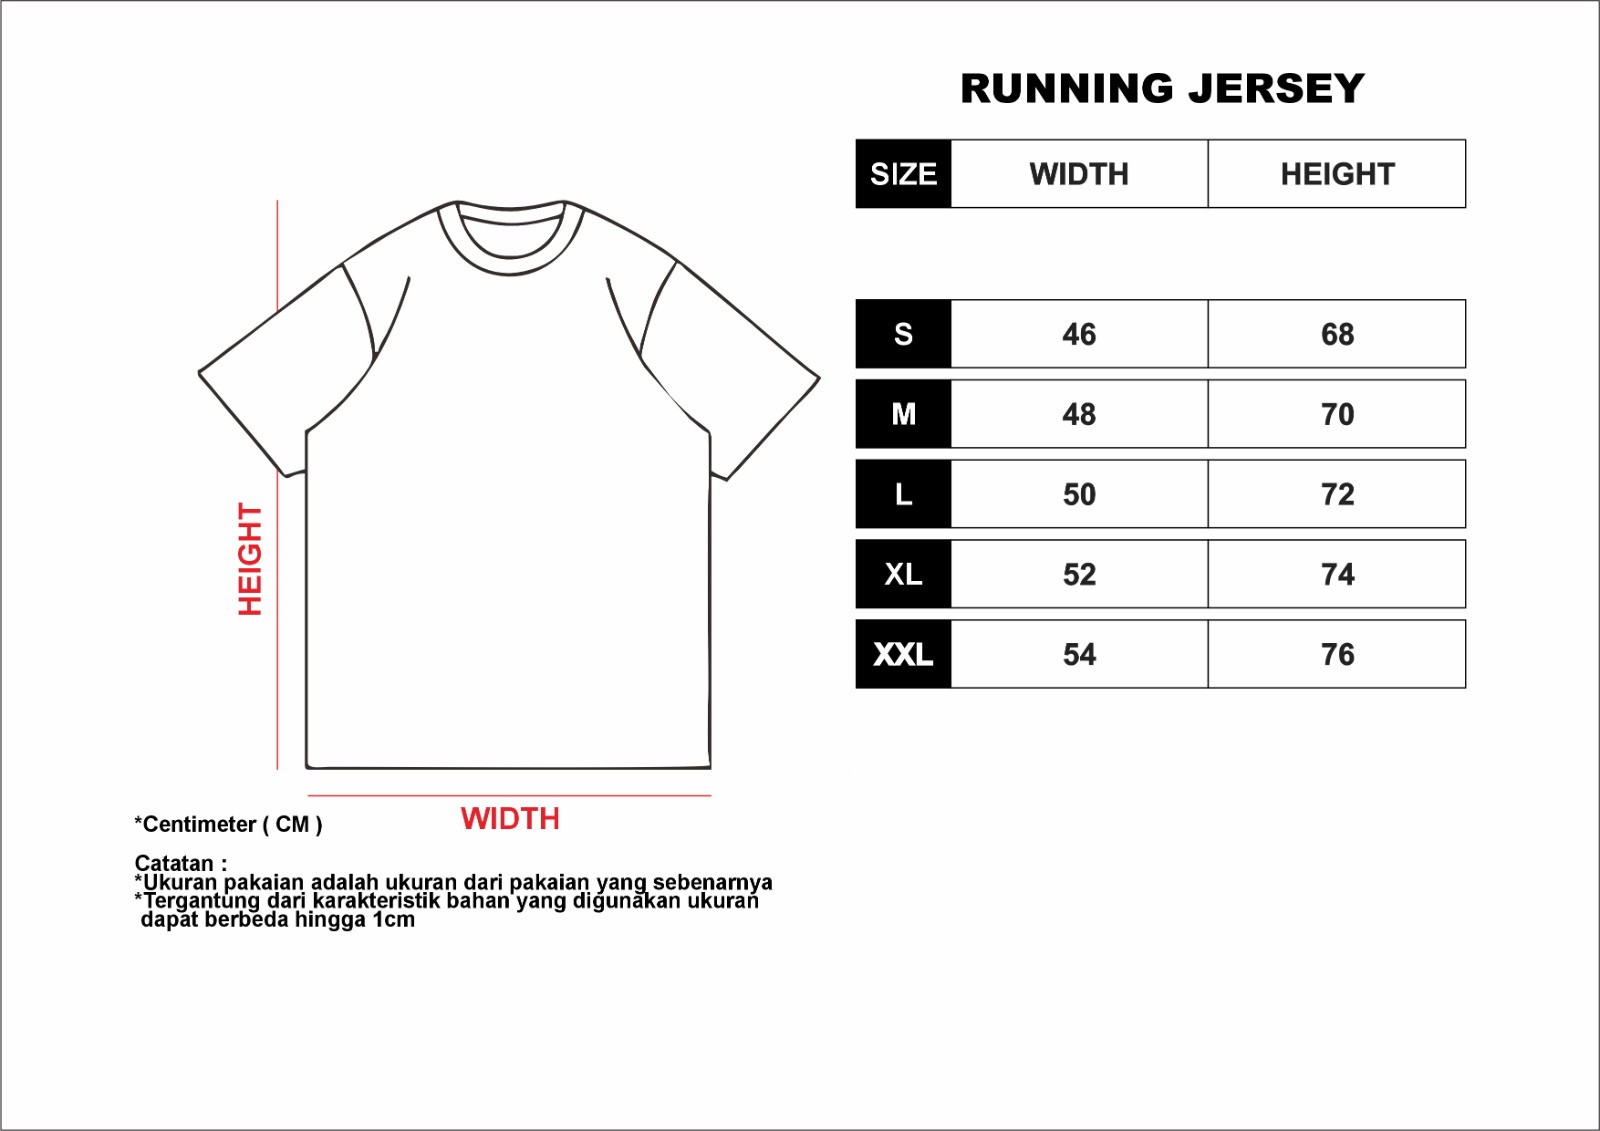 RUNNING JERSEY
SIZE WIDTH HEIGHT
S 46 68
M 48 70
L 50 72
XL 52 74
XXL 54 76
HEIGHT
WIDTH
*Centimeter ( CM )
Catatan :
*Ukuran pakaian adalah ukuran dari pakaian yang sebenarnya
*Tergantung dari karakteristik bahan yang digunakan ukuran
dapat berbeda hingga 1cm